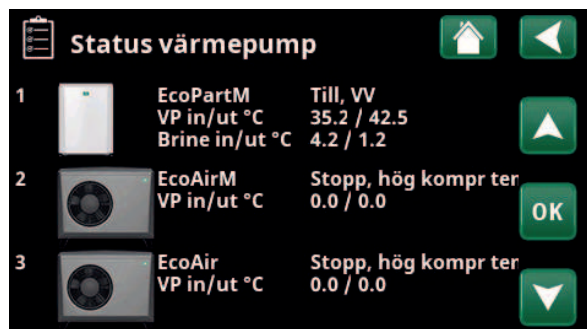 Status värmepump
1 EcoPartM Till, VV
VP in/ut °C 35.2 / 42.5
Brine in/ut °C 4.2 / 1.2
2 EcoAirM Stopp, hög kompr ter
VP in/ut °C 0.0 / 0.0
OK
3 EcoAir Stopp, hög kompr ter
VP in/ut °C 0.0 / 0.0